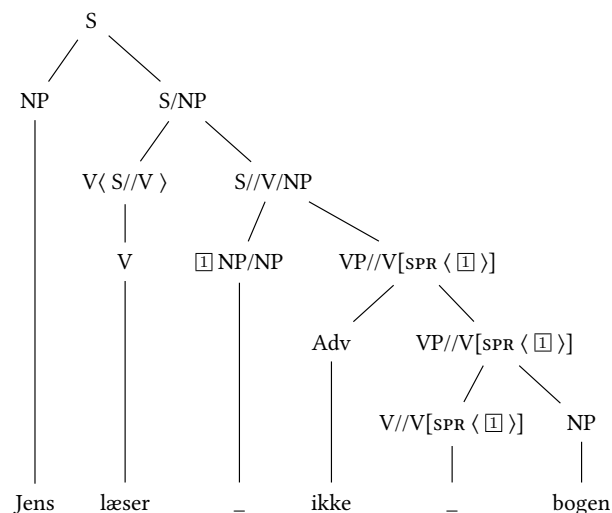 S
NP S/NP
V⟨ S//V ⟩ S//V/NP
V 1 NP/NP VP//V[SPR ⟨ 1 ⟩]
Adv VP//V[SPR ⟨ 1 ⟩]
V//V[SPR ⟨ 1 ⟩] NP
Jens læser _ ikke _ bogen